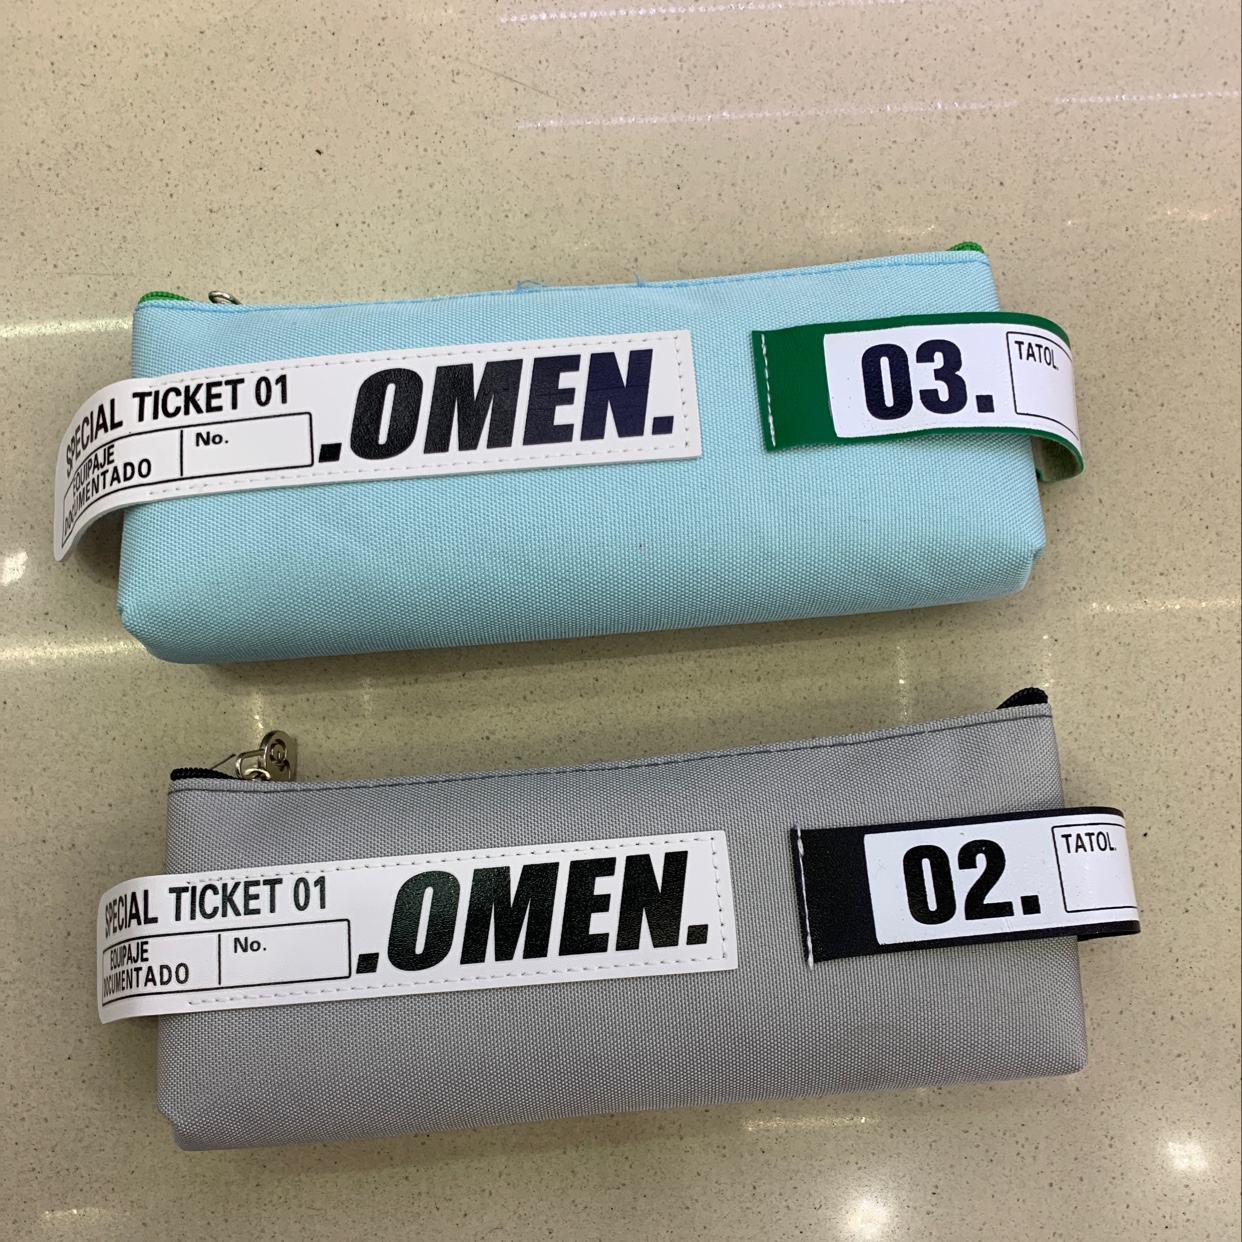 SPECIAL TICKET 01
EQUIPAJE
DOCUMENTADO
No.
.OMEN.
03.
TATOL.
SPECIAL TICKET 01
EQUIPAJE
DOCUMENTADO
No.
.OMEN.
02.
TATOL.